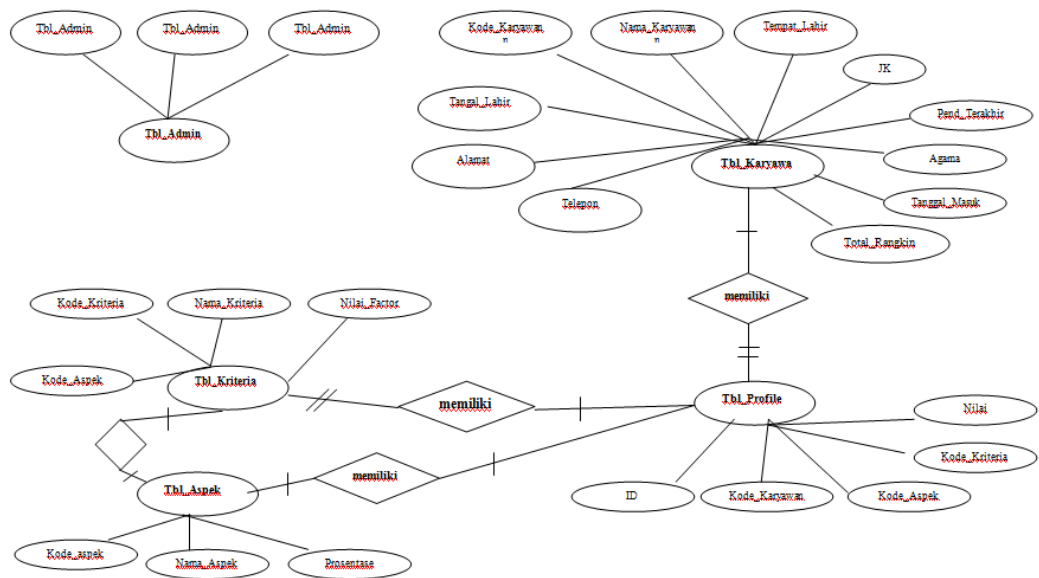 Tbl_Admin
Tbl_Admin
Tbl_Admin
Tbl_Admin
Kode_Karyawan
n
Nama_Karyawan
n
Tempat_Lahir
JK
Tangal_Lahir
Pend_Terakhir
Alamat
Tbl_Karyawa
Agama
Telepon
Tanggal_Masuk
Total_Rangkin
memiliki
Kode_Kriteria
Nama_Kriteria
Nilai_Factor
Kode_Aspek
Tbl_Kriteria
memiliki
Tbl_Profile
Nilai
Kode_Kriteria
ID
Kode_Karyawan
Kode_Aspek
memiliki
Tbl_Aspek
Kode_aspek
Nama_Aspek
Prosentase